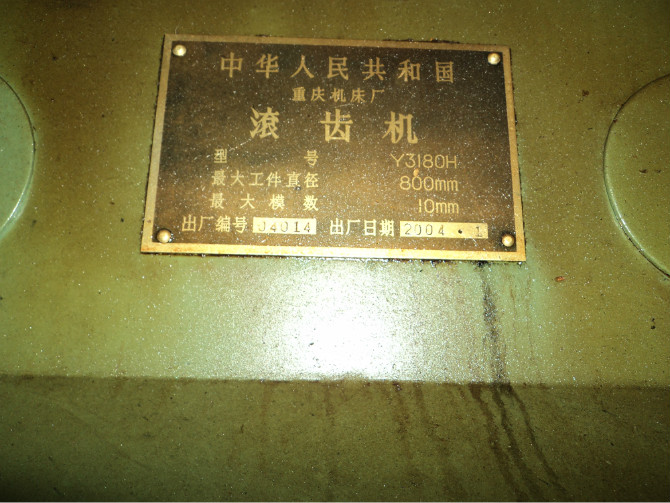 中华人民共和国
重庆机床厂
滚齿机
型号 Y3180H
最大工件直径 800mm
最大模数 10mm
出厂编号 04014 出厂日期 2004.1